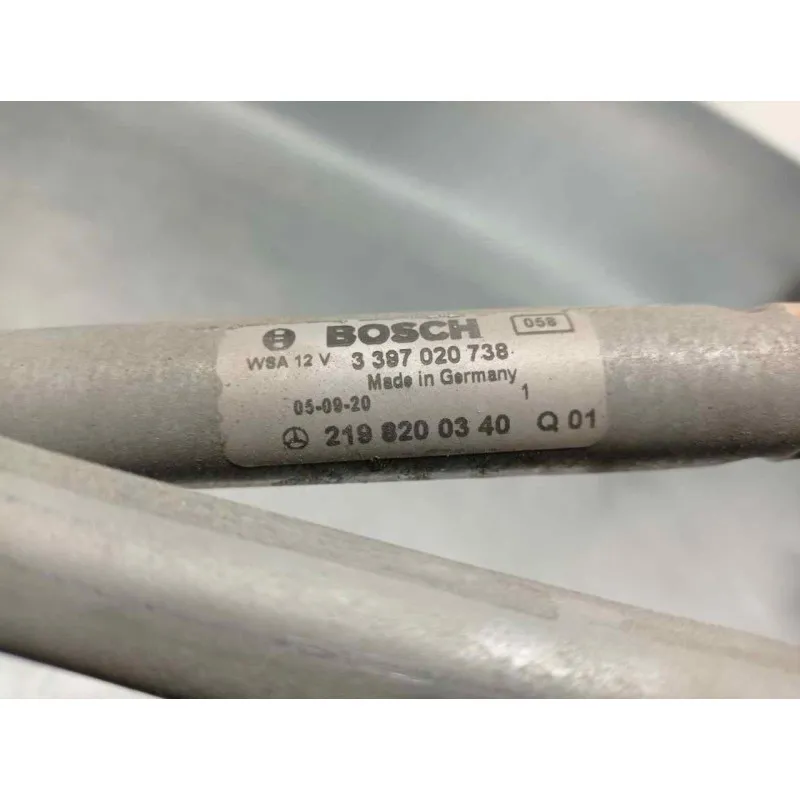 BOSCH 058
WSA 12 V 3 397 020 738
Made in Germany
05-09-20 1
219 820 03 40 Q 01